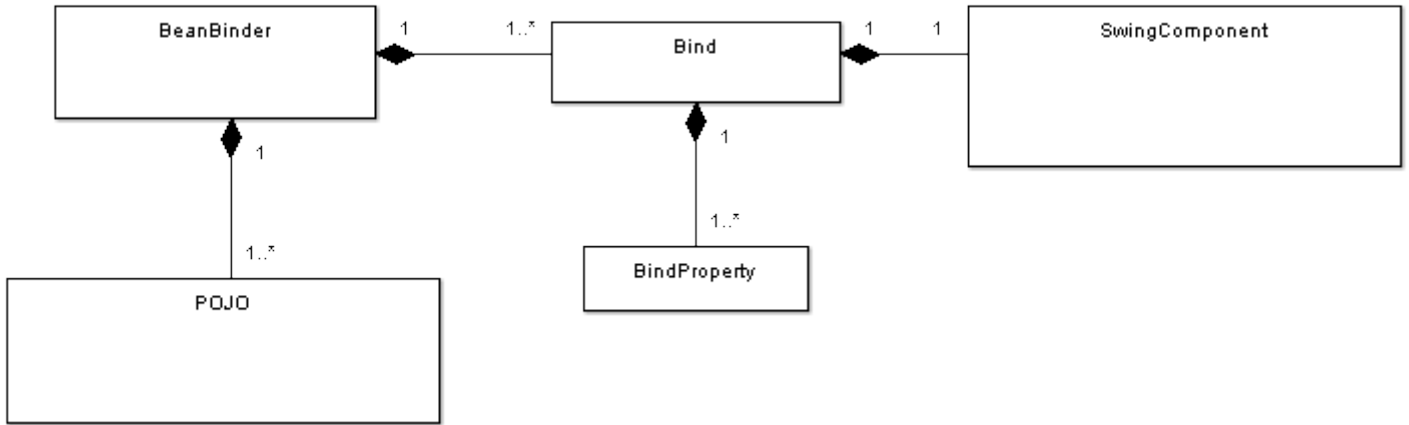 BeanBinder
1
1..*
Bind
1
1
SwingComponent
1
1
1..*
1..*
BindProperty
POJO